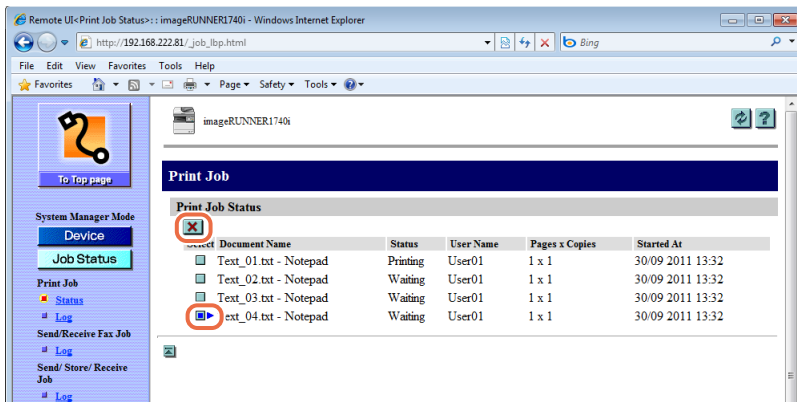 Remote UI<Print Job Status>: : imageRUNNER1740i - Windows Internet Explorer
http://192.168.222.81/_job_lbp.html
Bing
File Edit View Favorites Tools Help
Favorites Page Safety Tools
imageRUNNER1740i
To Top page
Print Job
Print Job Status
System Manager Mode
Device
Job Status
Select Document Name Status User Name Pages x Copies Started At
Text_01.txt - Notepad Printing User01 1 x 1 30/09 2011 13:32
Text_02.txt - Notepad Waiting User01 1 x 1 30/09 2011 13:32
Text_03.txt - Notepad Waiting User01 1 x 1 30/09 2011 13:32
ext_04.txt - Notepad Waiting User01 1 x 1 30/09 2011 13:32
Print Job
Status
Log
Send/Receive Fax Job
Log
Send/ Store/ Receive
Job
Log